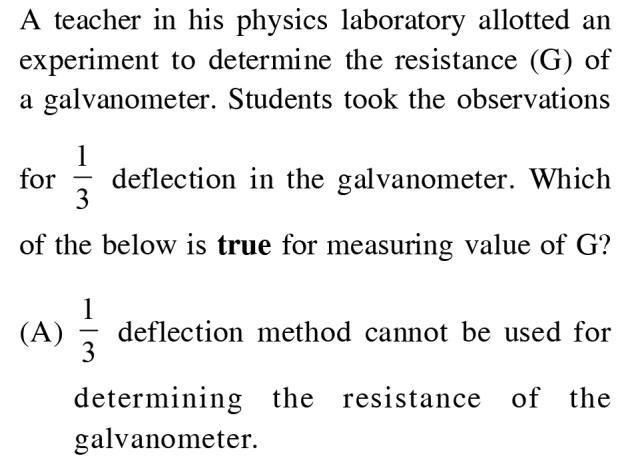 A teacher in his physics laboratory allotted an
experiment to determine the resistance (G) of
a galvanometer. Students took the observations
for 1/3 deflection in the galvanometer. Which
of the below is true for measuring value of G?
(A) 1/3 deflection method cannot be used for
determining the resistance of the
galvanometer.